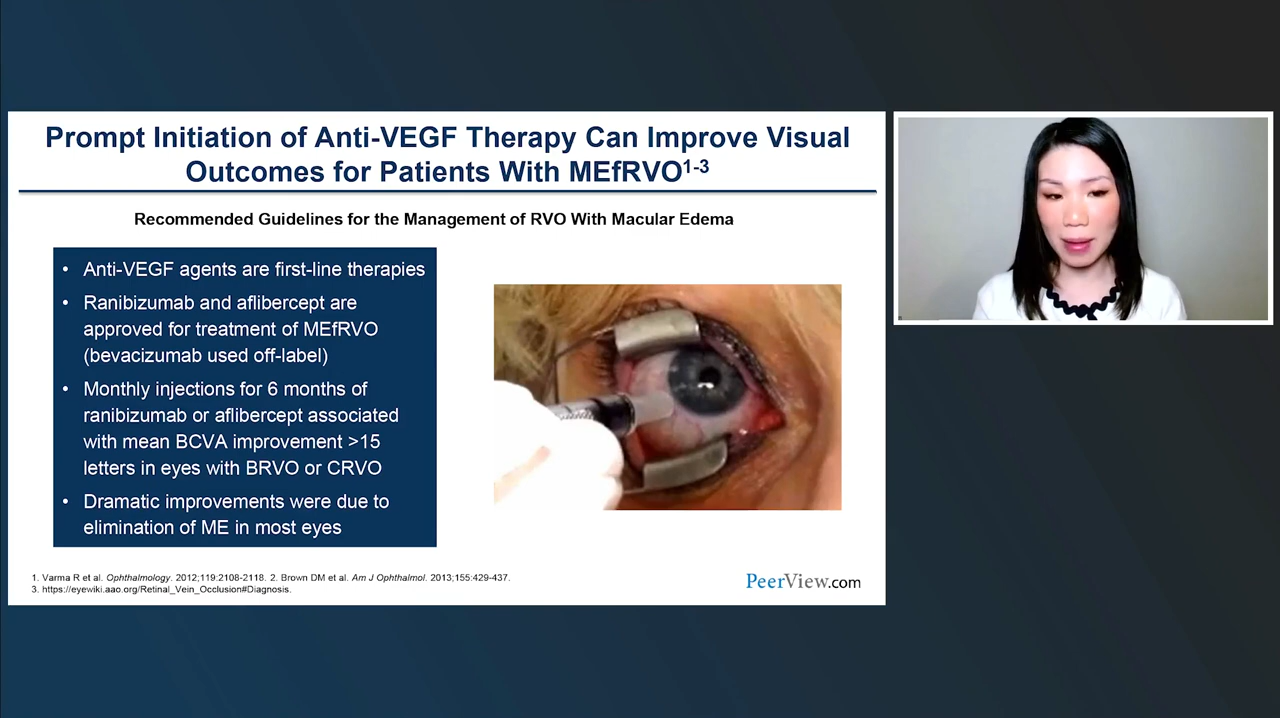 Prompt Initiation of Anti-VEGF Therapy Can Improve Visual
Outcomes for Patients With MEfRVO1-3
Recommended Guidelines for the Management of RVO With Macular Edema
• Anti-VEGF agents are first-line therapies
• Ranibizumab and aflibercept are
approved for treatment of MEfRVO
(bevacizumab used off-label)
• Monthly injections for 6 months of
ranibizumab or aflibercept associated
with mean BCVA improvement >15
letters in eyes with BRVO or CRVO
• Dramatic improvements were due to
elimination of ME in most eyes
1. Varma R et al. Ophthalmology. 2012;119:2108-2118. 2. Brown DM et al. Am J Ophthalmol. 2013;155:429-437.
3. https://eyewiki.aao.org/Retinal_Vein_Occlusion#Diagnosis.
PeerView.com